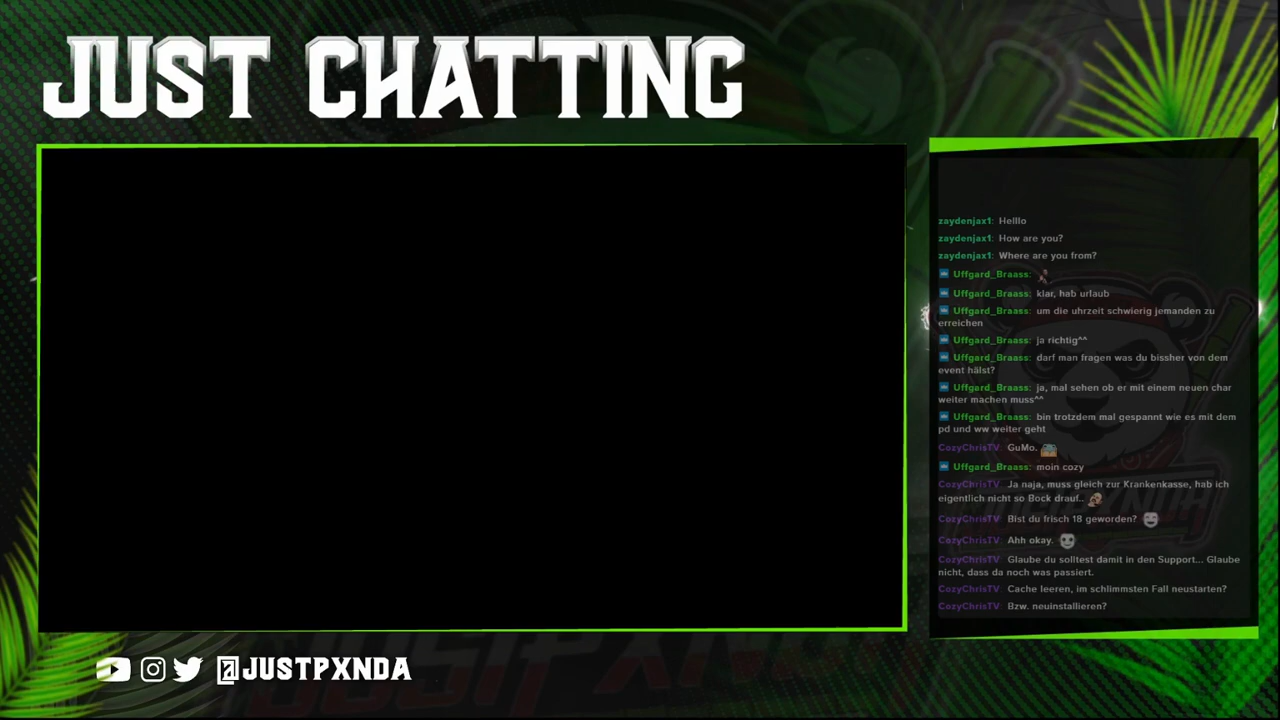 JUST CHATTING
zaydenjax1: Helllo
zaydenjax1: How are you?
zaydenjax1: Where are you from?
Uffgard_Braass:
Uffgard_Braass: klar, hab urlaub
Uffgard_Braass: um die uhrzeit schwierig jemanden zu
erreichen
Uffgard_Braass: ja richtig^^
Uffgard_Braass: darf man fragen was du bissher von dem
event hälst?
Uffgard_Braass: ja, mal sehen ob er mit einem neuen char
weiter machen muss^^
Uffgard_Braass: bin trotzdem mal gespannt wie es mit dem
pd und ww weiter geht
CozyChrisTV: GuMo.
Uffgard_Braass: moin cozy
CozyChrisTV: Ja naja, muss gleich zur Krankenkasse, hab ich
eigentlich nicht so Bock drauf..
CozyChrisTV: Bist du frisch 18 geworden?
CozyChrisTV: Ahh okay.
CozyChrisTV: Glaube du solltest damit in den Support... Glaube
nicht, dass da noch was passiert.
CozyChrisTV: Cache leeren, im schlimmsten Fall neustarten?
CozyChrisTV: Bzw. neuinstallieren?
@JUSTPXNDA
JUSTPXNDA